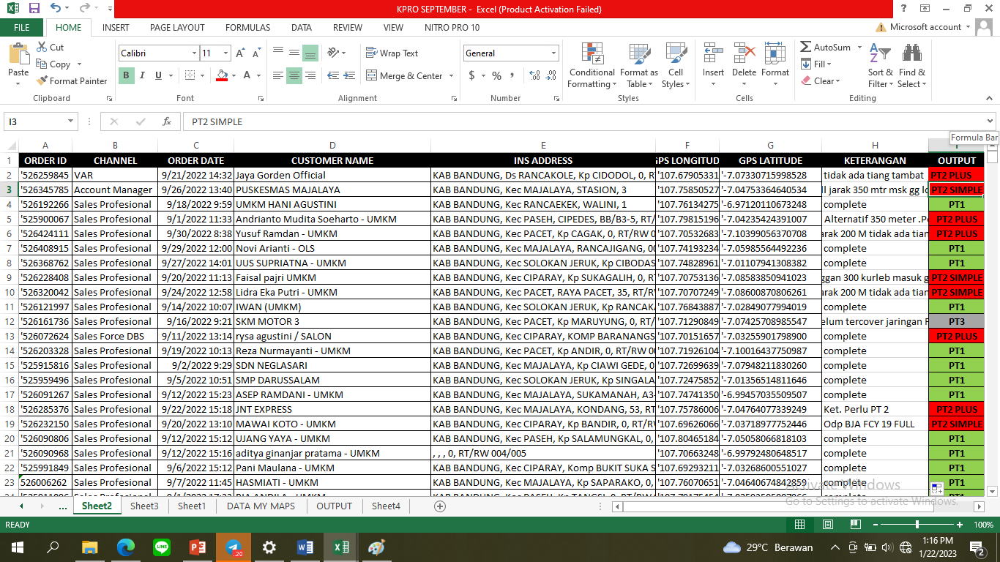 KPRO SEPTEMBER - Excel (Product Activation Failed)
FILE HOME INSERT PAGE LAYOUT FORMULAS DATA REVIEW VIEW NITRO PRO 10 Microsoft account
Paste Cut Copy Format Painter
Calibri 11
B I U
Wrap Text
Merge & Center
General
$ %
Conditional Formatting Format as Table Cell Styles
Insert Delete Format
AutoSum Fill Clear
Sort & Filter Find & Select
Clipboard Font Alignment Number Styles Cells Editing
I3 fx PT2 SIMPLE
Formula Bar
A B C D E F G H
1 ORDER ID CHANNEL ORDER DATE CUSTOMER NAME INS ADDRESS GPS LONGITUD GPS LATITUDE KETERANGAN OUTPUT
2 '526259845 VAR 9/21/2022 14:32 Jaya Gorden Official KAB BANDUNG, Ds RANCAKOLE, Kp CIDODOL, 0, R '107.67905331 '-7.07330715998528 tidak ada tiang tambat PT2 PLUS
3 '526345785 Account Manager 9/26/2022 13:40 PUSKESMAS MAJALAYA KAB BANDUNG, Kec MAJALAYA, STASION, 3 '107.75850527 '-7.04753364640534 ll jarak 350 mtr msk gg lo PT2 SIMPLE
4 '526192266 Sales Profesional 9/18/2022 9:59 UMKM HANI AGUSTINI KAB BANDUNG, Kec RANCAEKEK, WALINI, 1 '107.76134275 '-6.97120110673248 complete PT1
5 '525900067 Sales Profesional 9/1/2022 11:33 Andrianto Mudita Soeharto - UMKM KAB BANDUNG, Kec PASEH, CIPEDES, BB/B3-5, RT/ '107.79815196 '-7.04235424391007 Alternatif 350 meter .Pe PT2 PLUS
6 '526424111 Sales Profesional 9/30/2022 8:38 Yusuf Ramdan - UMKM KAB BANDUNG, Kec PACET, Kp CAGAK, 0, RT/RW 0 '107.70532683 '-7.10399056370708 arak 200 M tidak ada tian PT2 PLUS
7 '526408915 Sales Profesional 9/29/2022 12:00 Novi Arianti - OLS KAB BANDUNG, Kec MAJALAYA, RANCAJIGANG, 00 '107.74193234 '-7.05985564492236 complete PT1
8 '526368762 Sales Profesional 9/27/2022 14:01 UUS SUPRIATNA - UMKM KAB BANDUNG, Kec SOLOKAN JERUK, Kp CIBODAS '107.74828961 '-7.01107941308382 complete PT1
9 '526228408 Sales Profesional 9/20/2022 11:13 Faisal pajri UMKM KAB BANDUNG, Kec CIPARAY, Kp SUKAGALIH, 0, R '107.70753136 '-7.08583850941023 ggan 300 kurleb masuk g PT2 SIMPLE
10 '526320042 Sales Profesional 9/24/2022 12:58 Lidra Eka Putri - UMKM KAB BANDUNG, Kec PACET, RAYA PACET, 35, RT/R '107.70707249 '-7.08600870806261 arak 200 M tidak ada tian PT2 SIMPLE
11 '526121997 Sales Profesional 9/14/2022 10:07 IWAN (UMKM) KAB BANDUNG, Kec SOLOKAN JERUK, Kp RANCAK '107.76843887 '-7.02849077994019 complete PT1
12 '526161736 Sales Profesional 9/16/2022 9:21 SKM MOTOR 3 KAB BANDUNG, Kec PACET, Kp MARUYUNG, 0, RT/ '107.71290849 '-7.07425708985547 elum tercover jaringan F PT3
13 '526072624 Sales Force DBS 9/11/2022 13:14 rysa agustini / SALON KAB BANDUNG, Kec CIPARAY, KOMP BARANANGS '107.70151657 '-7.03255901798900 complete PT2 PLUS
14 '526203328 Sales Profesional 9/19/2022 10:13 Reza Nurmayanti - UMKM KAB BANDUNG, Kec PACET, Kp ANDIR, 0, RT/RW 0 '107.71926104 '-7.10016437750987 complete PT1
15 '525915816 Sales Profesional 9/2/2022 9:29 SDN NEGLASARI KAB BANDUNG, Kec MAJALAYA, Kp CIAWI GEDE, 0 '107.72699639 '-7.07948211830260 complete PT1
16 '525959496 Sales Profesional 9/5/2022 10:51 SMP DARUSSALAM KAB BANDUNG, Kec SOLOKAN JERUK, Kp SINGALA '107.72475852 '-7.01356514811646 complete PT1
17 '526091267 Sales Profesional 9/12/2022 15:23 ASEP RAMDANI - UMKM KAB BANDUNG, Kec MAJALAYA, SUKAMANAH, A3- '107.74741350 '-6.99457035509507 complete PT1
18 '526285376 Sales Profesional 9/22/2022 15:18 JNT EXPRESS KAB BANDUNG, Kec MAJALAYA, KONDANG, 53, RT '107.75786006 '-7.04764077339249 Ket. Perlu PT 2 PT2 PLUS
19 '526232150 Sales Profesional 9/20/2022 13:10 MAWAI KOTO - UMKM KAB BANDUNG, Kec CIPARAY, Kp BANDIR, 0, RT/R '107.69626066 '-7.03718977752446 Odp BJA FCY 19 FULL PT2 SIMPLE
20 '526090806 Sales Profesional 9/12/2022 15:12 UJANG YAYA - UMKM KAB BANDUNG, Kec PASEH, Kp SALAMUNGKAL, 0, '107.80465184 '-7.05058066818103 complete PT1
21 '526090968 Sales Profesional 9/12/2022 15:16 aditya ginanjar pratama - UMKM , , , 0, RT/RW 004/005 '107.70663248 '-6.99792480648517 complete PT1
22 '525991849 Sales Profesional 9/6/2022 15:12 Pani Maulana - UMKM KAB BANDUNG, Kec CIPARAY, Komp BUKIT SUKA S '107.69293211 '-7.03268600551027 complete PT1
23 526006262 Sales Profesional 9/7/2022 11:45 HASMIATI - UMKM KAB BANDUNG, Kec MAJALAYA, Kp SAPARAKO, 0, '107.76070651 '-7.04640674842859 complete PT1
Activate Windows
Go to Settings to activate Windows.
... Sheet2 Sheet3 Sheet1 DATA MY MAPS OUTPUT Sheet4
READY 100%
29°C Berawan 1:16 PM
1/22/2023 2